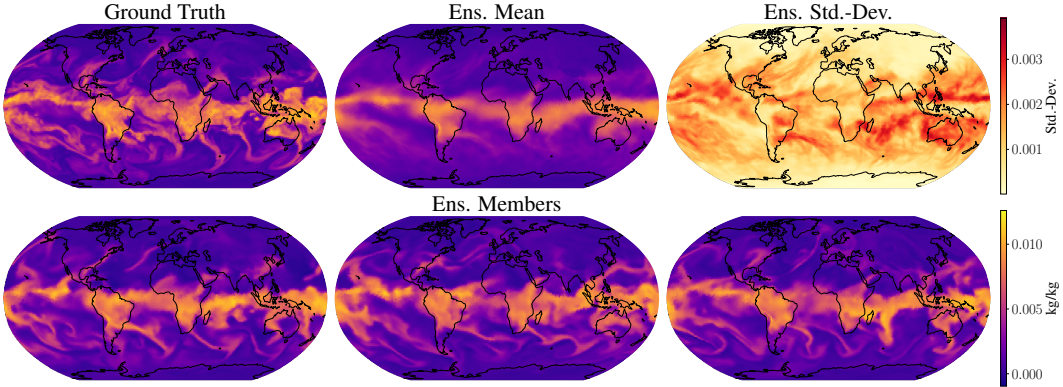 Ground Truth
Ens. Mean
Ens. Std.-Dev.
0.003
0.002
0.001
Std.-Dev.
Ens. Members
0.010
0.005
0.000
kg/kg